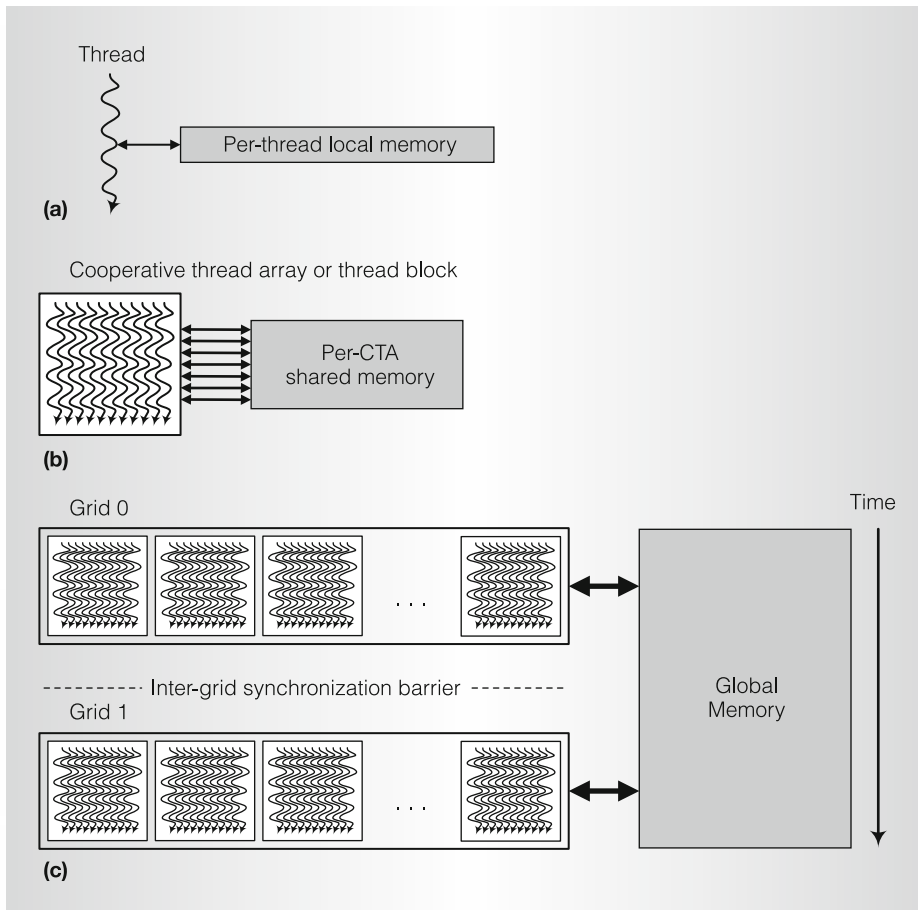 Thread
Per-thread local memory
(a)
Cooperative thread array or thread block
Per-CTA
shared memory
(b)
Grid 0
Time
. . .
Inter-grid synchronization barrier
Global
Memory
Grid 1
. . .
(c)